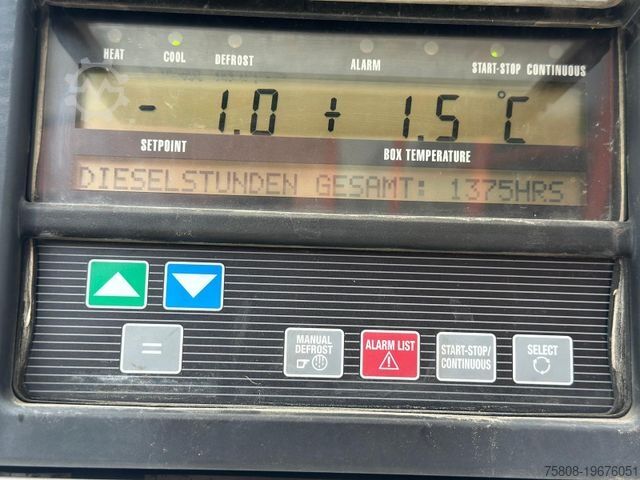 HEAT COOL DEFROST ALARM START-STOP CONTINUOUS
- 1.0 + 1.5 °C
SETPOINT BOX TEMPERATURE
DIESELSTUNDEN GESAMT: 1375HRS
=
MANUAL DEFROST
ALARM LIST
START-STOP/ CONTINUOUS
SELECT
75808-19676051